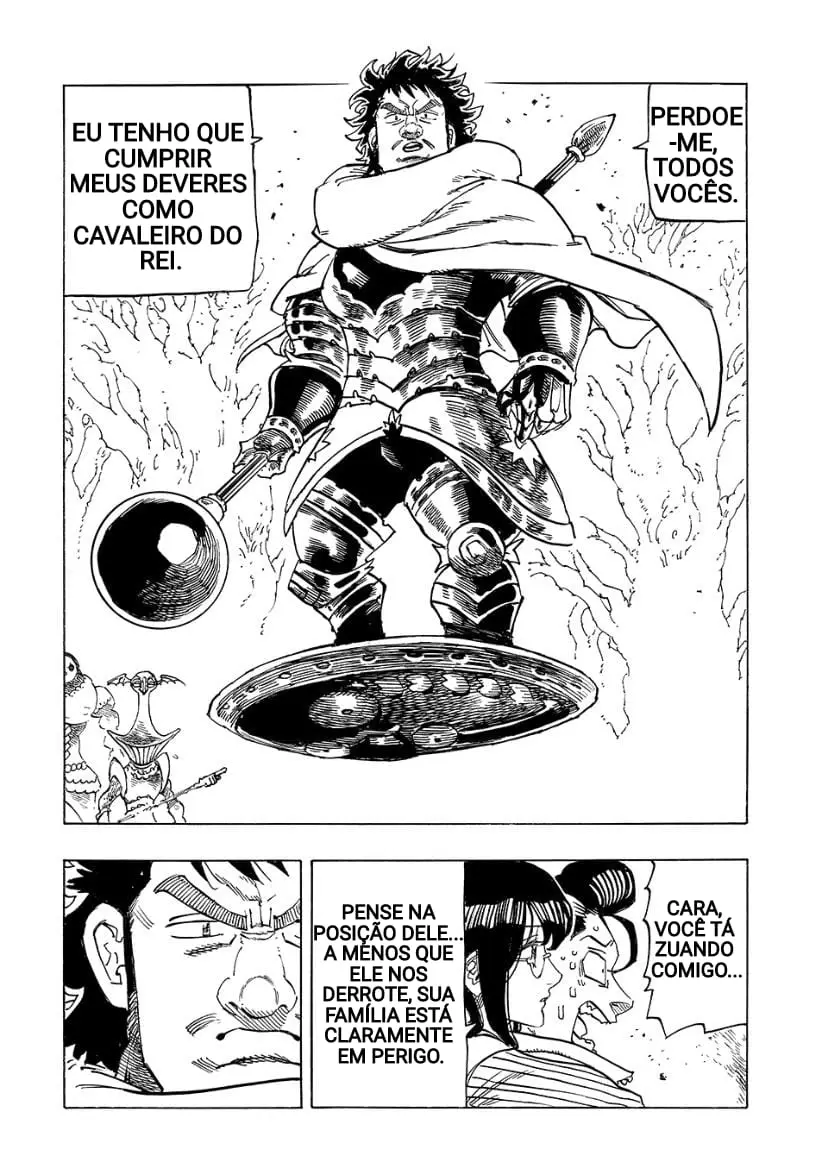 PERDOE
-ME,
TODOS
VOCÊS.
EU TENHO QUE
CUMPRIR
MEUS DEVERES
COMO
CAVALEIRO DO
REI.
CARA,
VOCÊ TÁ
ZUANDO
COMIGO...
PENSE NA
POSIÇÃO DELE...
A MENOS QUE
ELE NOS
DERROTE, SUA
FAMÍLIA ESTÁ
CLARAMENTE
EM PERIGO.